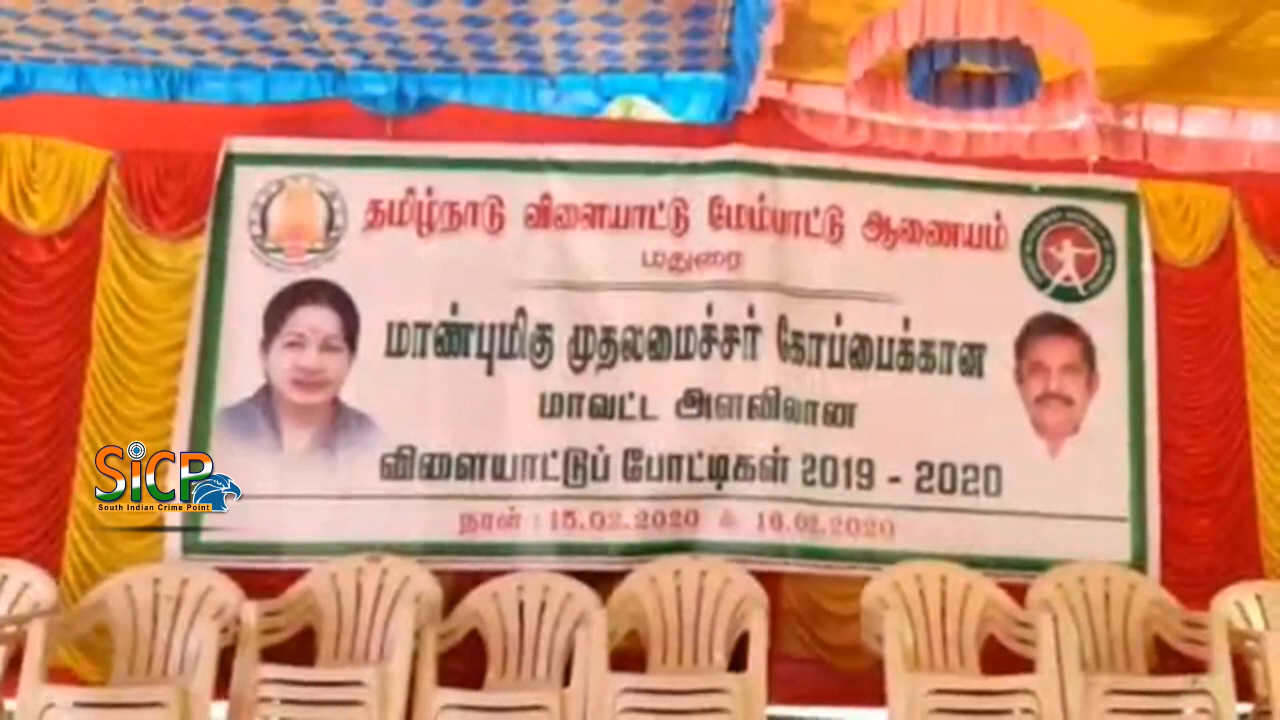 தமிழ்நாடு விளையாட்டு மேம்பாட்டு ஆணையம்
மதுரை
மாண்புமிகு முதலமைச்சர் கோப்பைக்கான
மாவட்ட அளவிலான
விளையாட்டுப் போட்டிகள் 2019 - 2020
நாள் : 15.02.2020 & 16.02.2020
SiCP
South Indian Crime Point